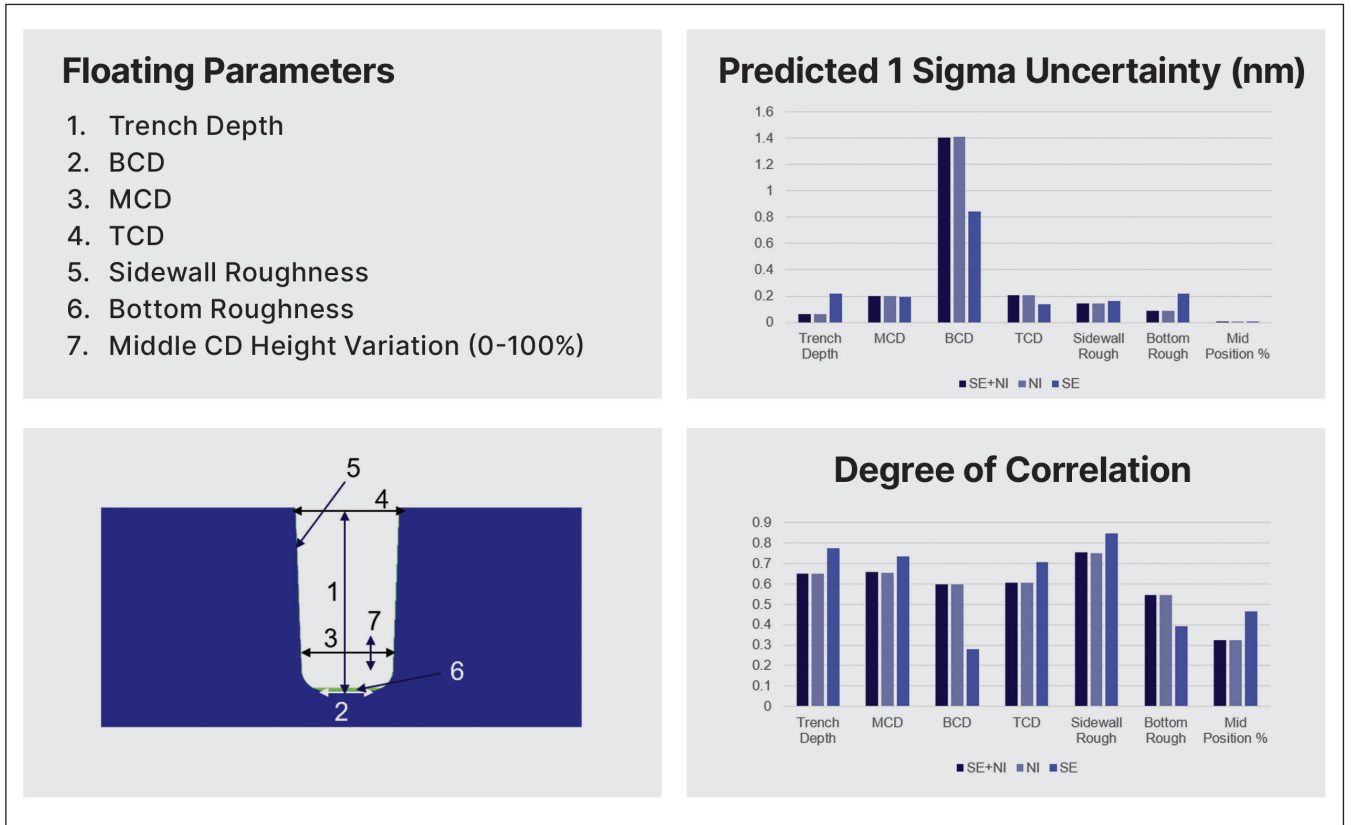 Floating Parameters
1. Trench Depth
2. BCD
3. MCD
4. TCD
5. Sidewall Roughness
6. Bottom Roughness
7. Middle CD Height Variation (0-100%)
Predicted 1 Sigma Uncertainty (nm)
1.6
1.4
1.2
1
0.8
0.6
0.4
0.2
0
Trench Depth
MCD
BCD
TCD
Sidewall Rough
Bottom Rough
Mid Position %
SE+NI NI SE
5
4
1
7
3
6
2
Degree of Correlation
0.9
0.8
0.7
0.6
0.5
0.4
0.3
0.2
0.1
0
Trench Depth
MCD
BCD
TCD
Sidewall Rough
Bottom Rough
Mid Position %
SE+NI NI SE